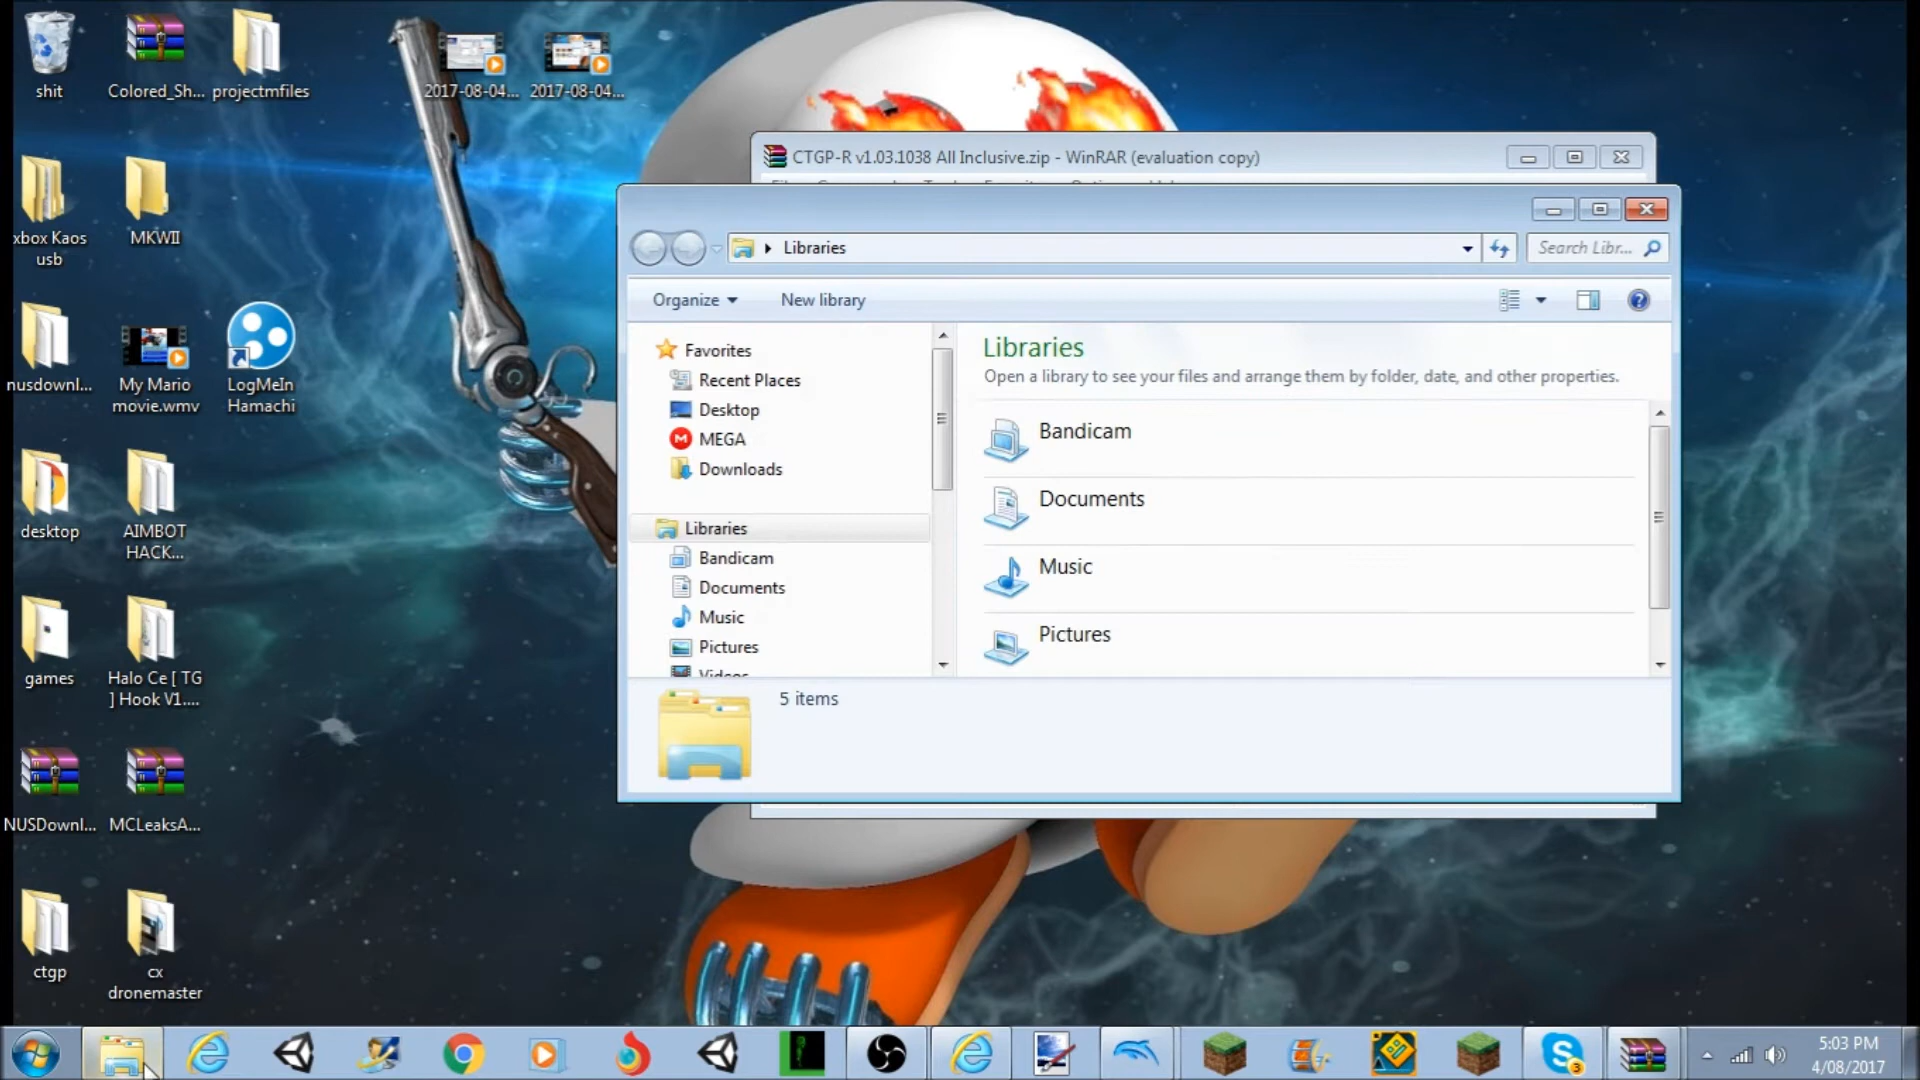 shit
Colored_Sh...
projectmfiles
2017-08-04...
2017-08-04...
xbox Kaos
usb
MKWII
nusdownl...
My Mario
movie.wmv
LogMeIn
Hamachi
desktop
AIMBOT
HACK...
games
Halo Ce [ TG
] Hook V1....
NUSDownl...
MCLeaksA...
ctgp
cx
dronemaster
CTGP-R v1.03.1038 All Inclusive.zip - WinRAR (evaluation copy)
Libraries
Search Libr...
Organize
New library
Favorites
Recent Places
Desktop
MEGA
Downloads
Libraries
Bandicam
Documents
Music
Pictures
Videos
Libraries
Open a library to see your files and arrange them by folder, date, and other properties.
Bandicam
Documents
Music
Pictures
5 items
3
5:03 PM
4/08/2017